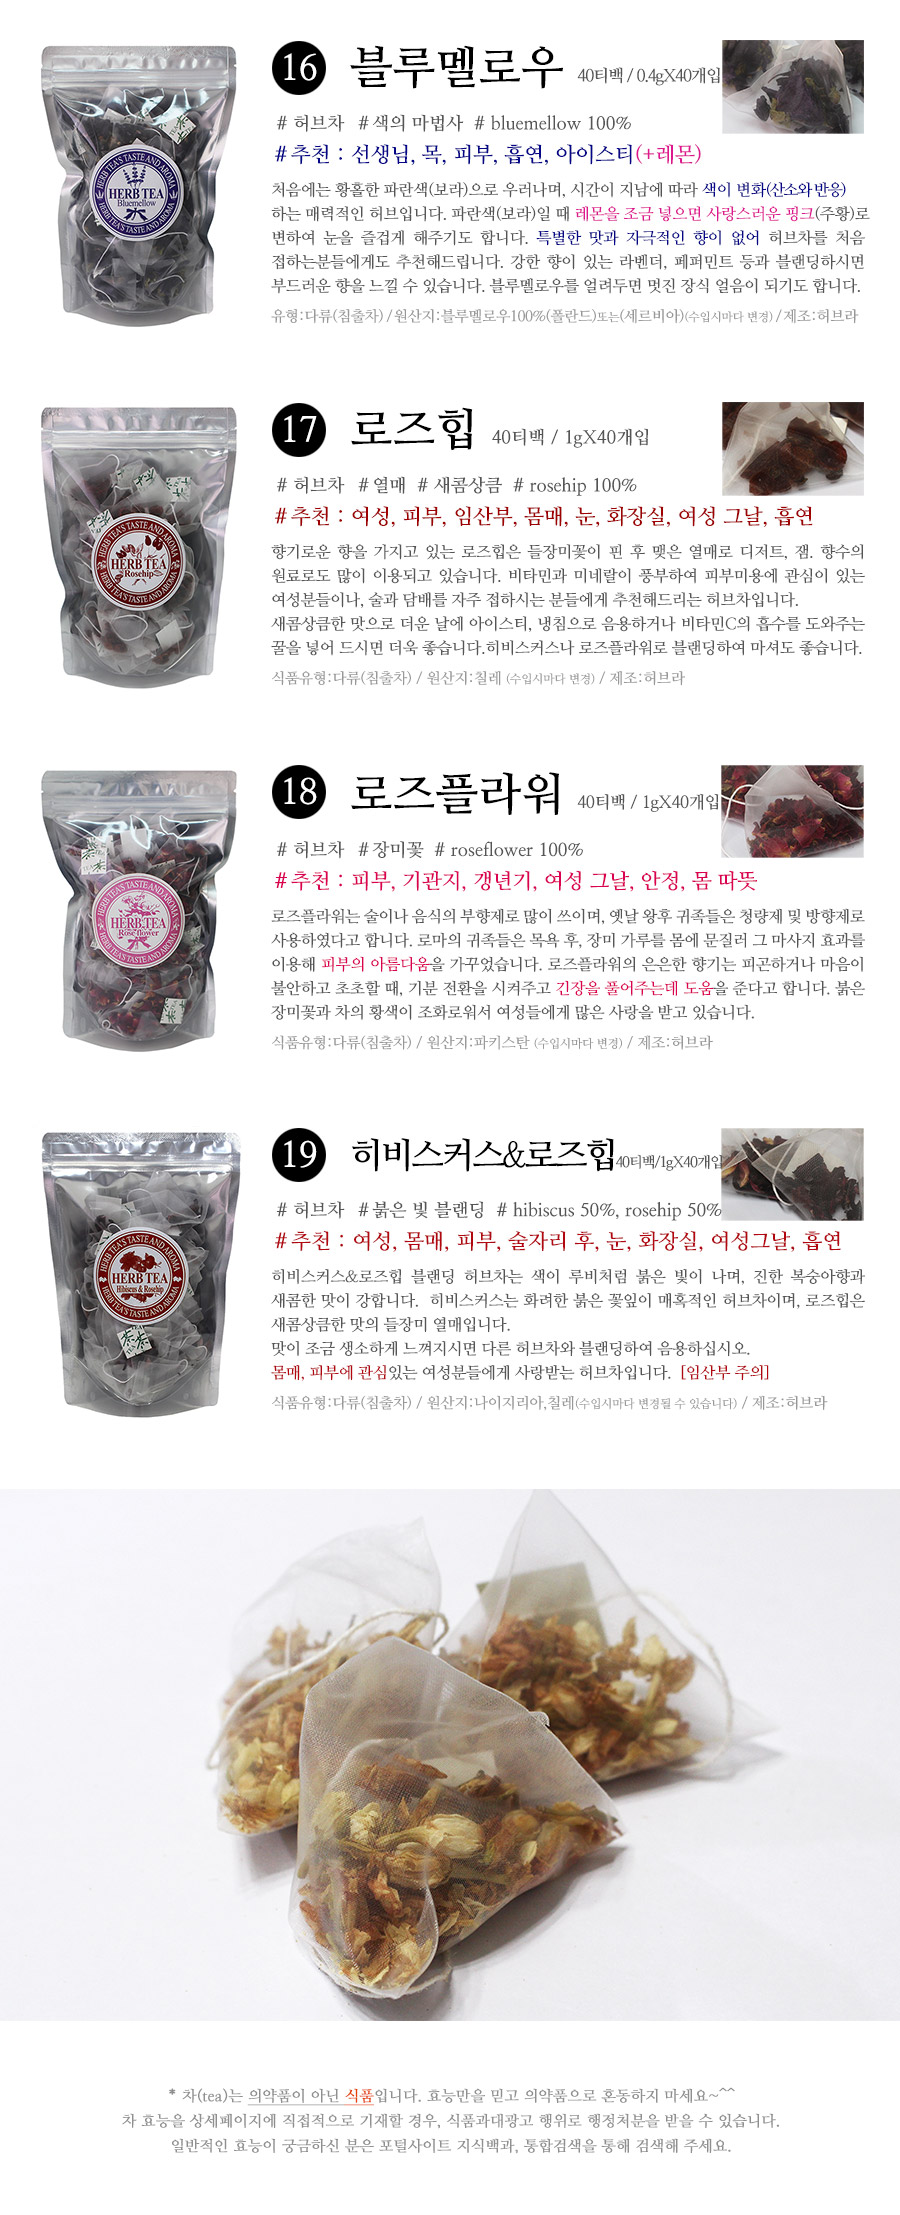 16 블루멜로우 40티백 / 0.4gX40개입
# 허브차 # 색의 마법사 # bluemellow 100%
#추천 : 선생님, 목, 피부, 흡연, 아이스티(+레몬)
처음에는 황홀한 파란색(보라)으로 우러나며, 시간이 지남에 따라 색이 변화(산소와 반응)
하는 매력적인 허브입니다. 파란색(보라)일 때 레몬을 조금 넣으면 사랑스러운 핑크(주황)로
변하여 눈을 즐겁게 해주기도 합니다. 특별한 맛과 자극적인 향이 없어 허브차를 처음
접하는분들에게도 추천해드립니다. 강한 향이 있는 라벤더, 페퍼민트 등과 블랜딩하시면
부드러운 향을 느낄 수 있습니다. 블루멜로우를 얼려두면 멋진 장식 얼음이 되기도 합니다.
유형:다류(침출차) / 원산지:블루멜로우100%(폴란드)또는(세르비아)(수입시마다 변경) / 제조:허브라
HERB TEA'S TASTE AND AROMA
HERB TEA
Bluemellow
HERB TEA'S TASTE AND AROMA
17 로즈힙 40티백 / 1gX40개입
# 허브차 # 열매 # 새콤상큼 # rosehip 100%
#추천 : 여성, 피부, 임산부, 몸매, 눈, 화장실, 여성 그날, 흡연
향기로운 향을 가지고 있는 로즈힙은 들장미꽃이 핀 후 맺은 열매로 디저트, 잼. 향수의
원료로도 많이 이용되고 있습니다. 비타민과 미네랄이 풍부하여 피부미용에 관심이 있는
여성분들이나, 술과 담배를 자주 접하시는 분들에게 추천해드리는 허브차입니다.
새콤상큼한 맛으로 더운 날에 아이스티, 냉침으로 음용하거나 비타민C의 흡수를 도와주는
꿀을 넣어 드시면 더욱 좋습니다.히비스커스나 로즈플라워로 블랜딩하여 마셔도 좋습니다.
식품유형:다류(침출차) / 원산지:칠레 (수입시마다 변경) / 제조:허브라
HERB TEA'S TASTE AND AROMA
HERB TEA
Rosehip
HERB TEA'S TASTE AND AROMA
18 로즈플라워 40티백 / 1gX40개입
# 허브차 # 장미꽃 # roseflower 100%
#추천 : 피부, 기관지, 갱년기, 여성 그날, 안정, 몸 따뜻
로즈플라워는 술이나 음식의 부향제로 많이 쓰이며, 옛날 왕후 귀족들은 청량제 및 방향제로
사용하였다고 합니다. 로마의 귀족들은 목욕 후, 장미 가루를 몸에 문질러 그 마사지 효과를
이용해 피부의 아름다움을 가꾸었습니다. 로즈플라워의 은은한 향기는 피곤하거나 마음이
불안하고 초초할 때, 기분 전환을 시켜주고 긴장을 풀어주는데 도움을 준다고 합니다. 붉은
장미꽃과 차의 황색이 조화로워서 여성들에게 많은 사랑을 받고 있습니다.
식품유형:다류(침출차) / 원산지:파키스탄 (수입시마다 변경) / 제조:허브라
HERB TEA'S TASTE AND AROMA
HERB TEA
Rose flower
HERB TEA'S TASTE AND AROMA
19 히비스커스&로즈힙 40티백/1gX40개입
# 허브차 # 붉은 빛 블랜딩 # hibiscus 50%, rosehip 50%
#추천 : 여성, 몸매, 피부, 술자리 후, 눈, 화장실, 여성그날, 흡연
히비스커스&로즈힙 블랜딩 허브차는 색이 루비처럼 붉은 빛이 나며, 진한 복숭아향과
새콤한 맛이 강합니다. 히비스커스는 화려한 붉은 꽃잎이 매혹적인 허브차이며, 로즈힙은
새콤상큼한 맛의 들장미 열매입니다.
맛이 조금 생소하게 느껴지시면 다른 허브차와 블랜딩하여 음용하십시오.
몸매, 피부에 관심있는 여성분들에게 사랑받는 허브차입니다. [임산부 주의]
식품유형:다류(침출차) / 원산지:나이지리아,칠레(수입시마다 변경될 수 있습니다) / 제조:허브라
HERB TEA'S TASTE AND AROMA
HERB TEA
Hibiscus & Rosehip
HERB TEA'S TASTE AND AROMA
* 차(tea)는 의약품이 아닌 식품입니다. 효능만을 믿고 의약품으로 혼동하지 마세요~^^
차 효능을 상세페이지에 직접적으로 기재할 경우, 식품과대광고 행위로 행정처분을 받을 수 있습니다.
일반적인 효능이 궁금하신 분은 포털사이트 지식백과, 통합검색을 통해 검색해 주세요.